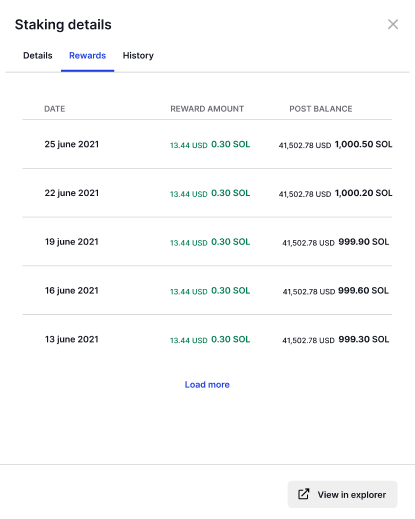 Staking details
Details Rewards History
DATE REWARD AMOUNT POST BALANCE
25 june 2021 13.44 USD 0.30 SOL 41,502.78 USD 1,000.50 SOL
22 june 2021 13.44 USD 0.30 SOL 41,502.78 USD 1,000.20 SOL
19 june 2021 13.44 USD 0.30 SOL 41,502.78 USD 999.90 SOL
16 june 2021 13.44 USD 0.30 SOL 41,502.78 USD 999.60 SOL
13 june 2021 13.44 USD 0.30 SOL 41,502.78 USD 999.30 SOL
Load more
View in explorer